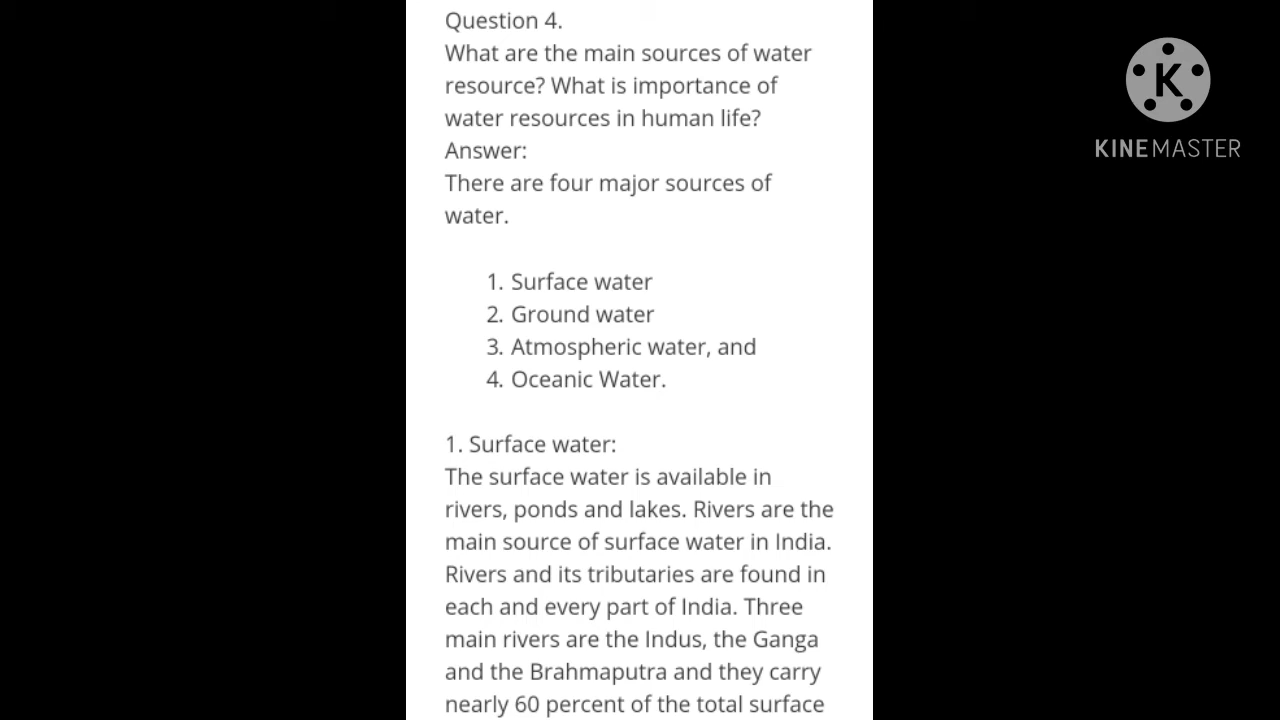 Question 4.
What are the main sources of water
resource? What is importance of
water resources in human life?
Answer:
There are four major sources of
water.
1. Surface water
2. Ground water
3. Atmospheric water, and
4. Oceanic Water.
1. Surface water:
The surface water is available in
rivers, ponds and lakes. Rivers are the
main source of surface water in India.
Rivers and its tributaries are found in
each and every part of India. Three
main rivers are the Indus, the Ganga
and the Brahmaputra and they carry
nearly 60 percent of the total surface
K
KINEMASTER